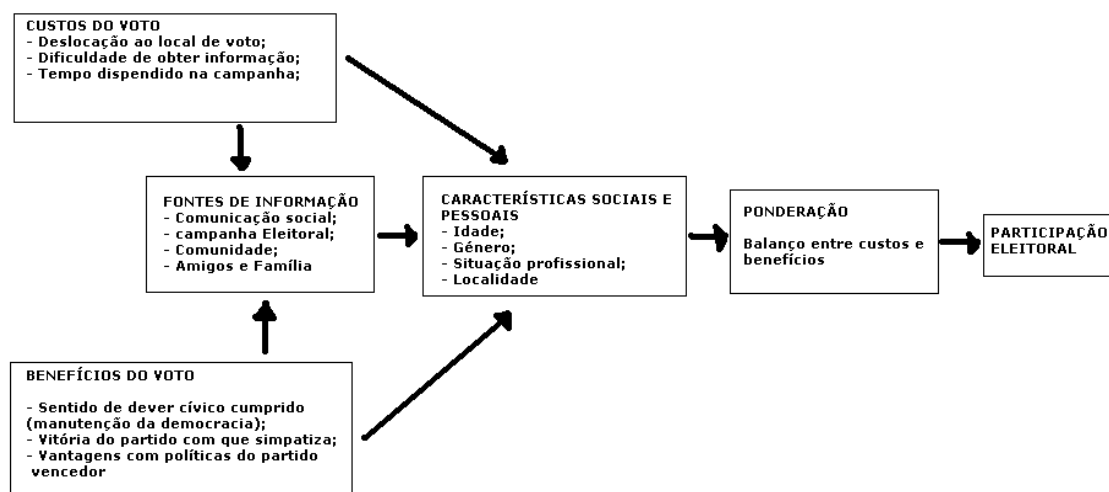 CUSTOS DO VOTO
- Deslocação ao local de voto;
- Dificuldade de obter informação;
- Tempo dispendido na campanha;
FONTES DE INFORMAÇÃO
- Comunicação social;
- campanha Eleitoral;
- Comunidade;
- Amigos e Família
CARACTERÍSTICAS SOCIAIS E
PESSOAIS
- Idade;
- Género;
- Situação profissional;
- Localidade
PONDERAÇÃO
Balanço entre custos e
benefícios
PARTICIPAÇÃO
ELEITORAL
BENEFÍCIOS DO VOTO
- Sentido de dever cívico cumprido
(manutenção da democracia);
- Vitória do partido com que simpatiza;
- Vantagens com políticas do partido
vencedor